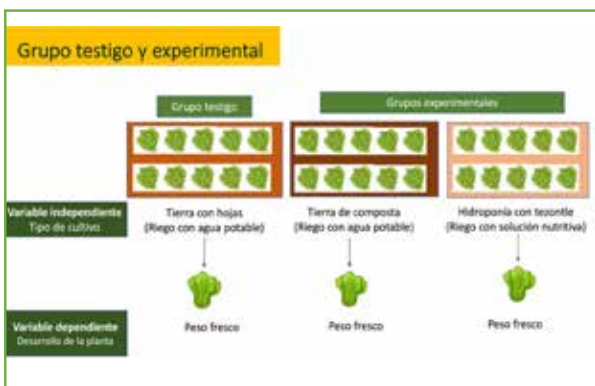 Grupo testigo y experimental
Grupo testigo
Grupos experimentales
Variable independiente
Tipo de cultivo
Tierra con hojas
(Riego con agua potable)
Tierra de composta
(Riego con agua potable)
Hidroponía con tezontle
(Riego con solución nutritiva)
Variable dependiente
Desarrollo de la planta
Peso fresco
Peso fresco
Peso fresco